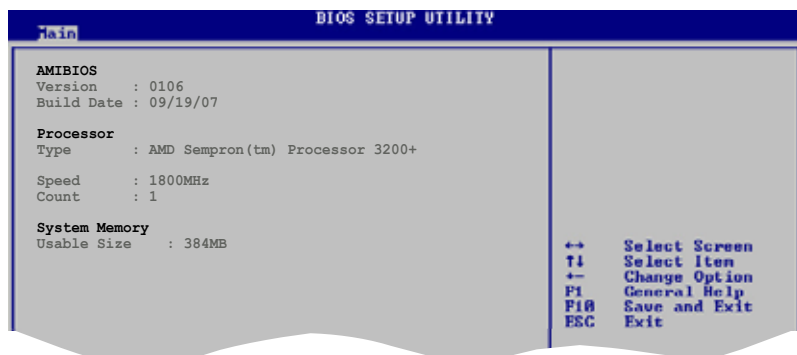 BIOS SETUP UTILITY
Main
AMIBIOS
Version : 0106
Build Date : 09/19/07
Processor
Type : AMD Sempron(tm) Processor 3200+
Speed : 1800MHz
Count : 1
System Memory
Usable Size : 384MB
↔ Select Screen
↑↓ Select Item
+- Change Option
F1 General Help
F10 Save and Exit
ESC Exit